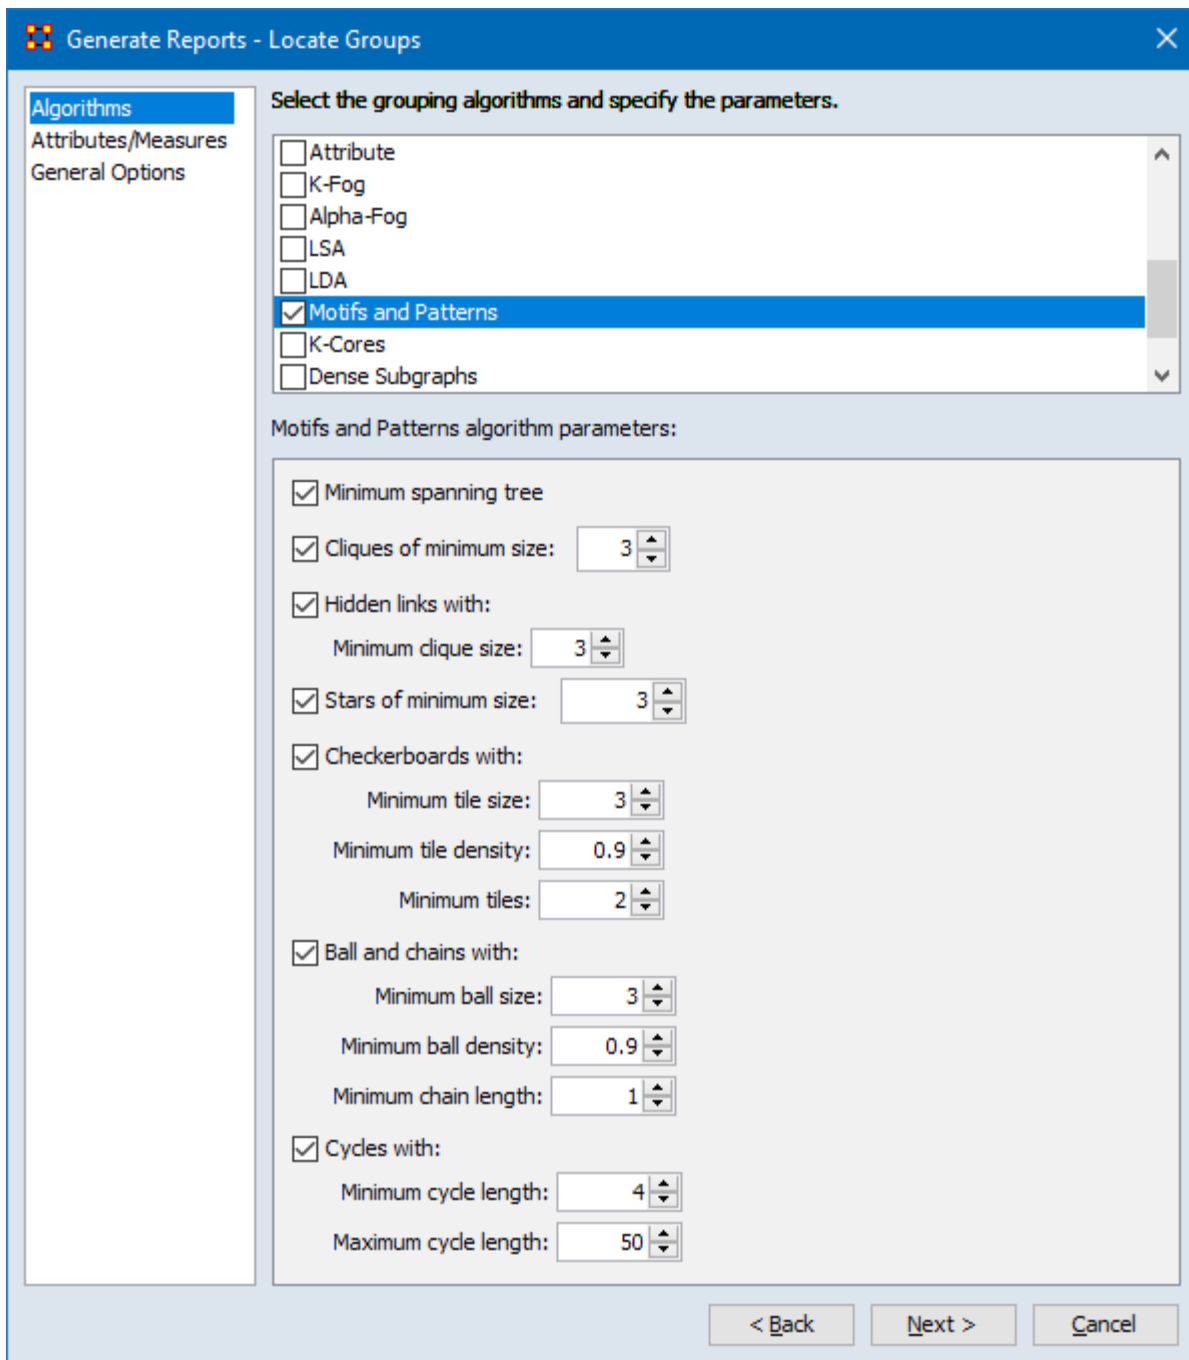 Generate Reports - Locate Groups
Algorithms
Attributes/Measures
General Options
Select the grouping algorithms and specify the parameters.
Attribute
K-Fog
Alpha-Fog
LSA
LDA
Motifs and Patterns
K-Cores
Dense Subgraphs
Motifs and Patterns algorithm parameters:
Minimum spanning tree
Cliques of minimum size: 3
Hidden links with:
Minimum clique size: 3
Stars of minimum size: 3
Checkerboards with:
Minimum tile size: 3
Minimum tile density: 0.9
Minimum tiles: 2
Ball and chains with:
Minimum ball size: 3
Minimum ball density: 0.9
Minimum chain length: 1
Cycles with:
Minimum cycle length: 4
Maximum cycle length: 50
< Back Next > Cancel